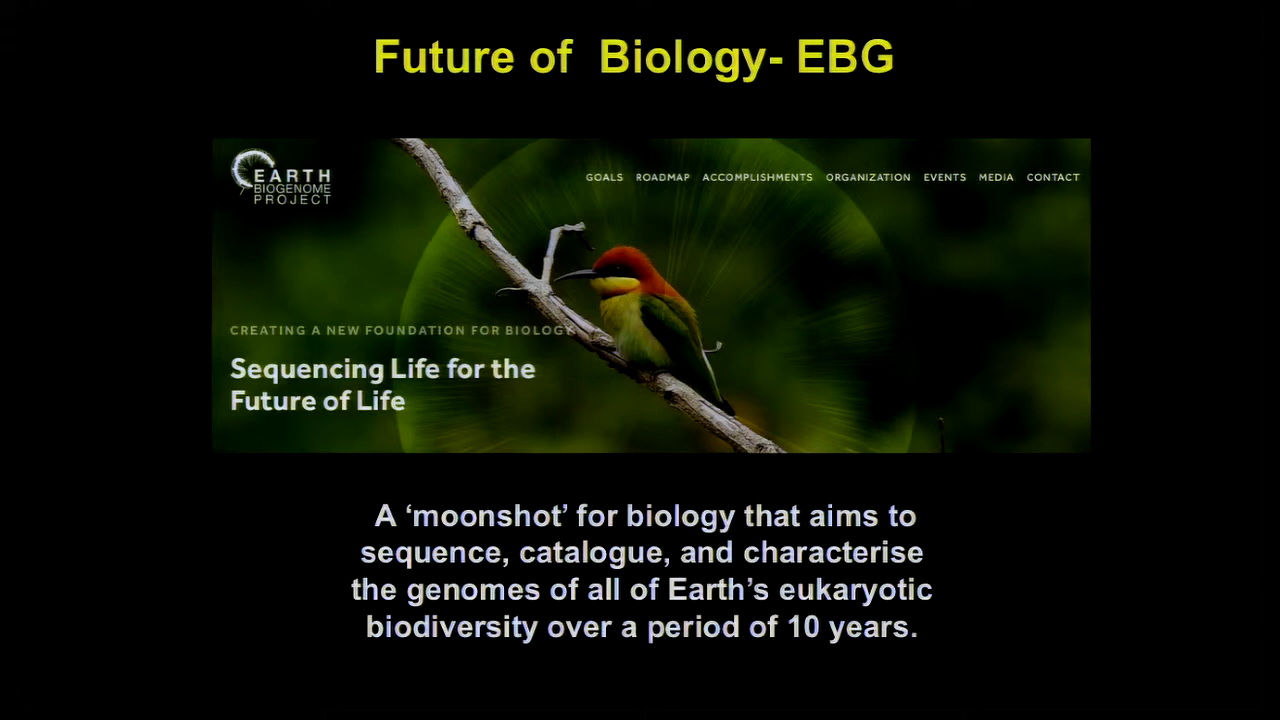 Future of  Biology- EBG
EARTH
BIOGENOME
PROJECT
GOALS ROADMAP ACCOMPLISHMENTS ORGANIZATION EVENTS MEDIA CONTACT
CREATING A NEW FOUNDATION FOR BIOLOGY
Sequencing Life for the
Future of Life
A ‘moonshot’ for biology that aims to
sequence, catalogue, and characterise
the genomes of all of Earth’s eukaryotic
biodiversity over a period of 10 years.